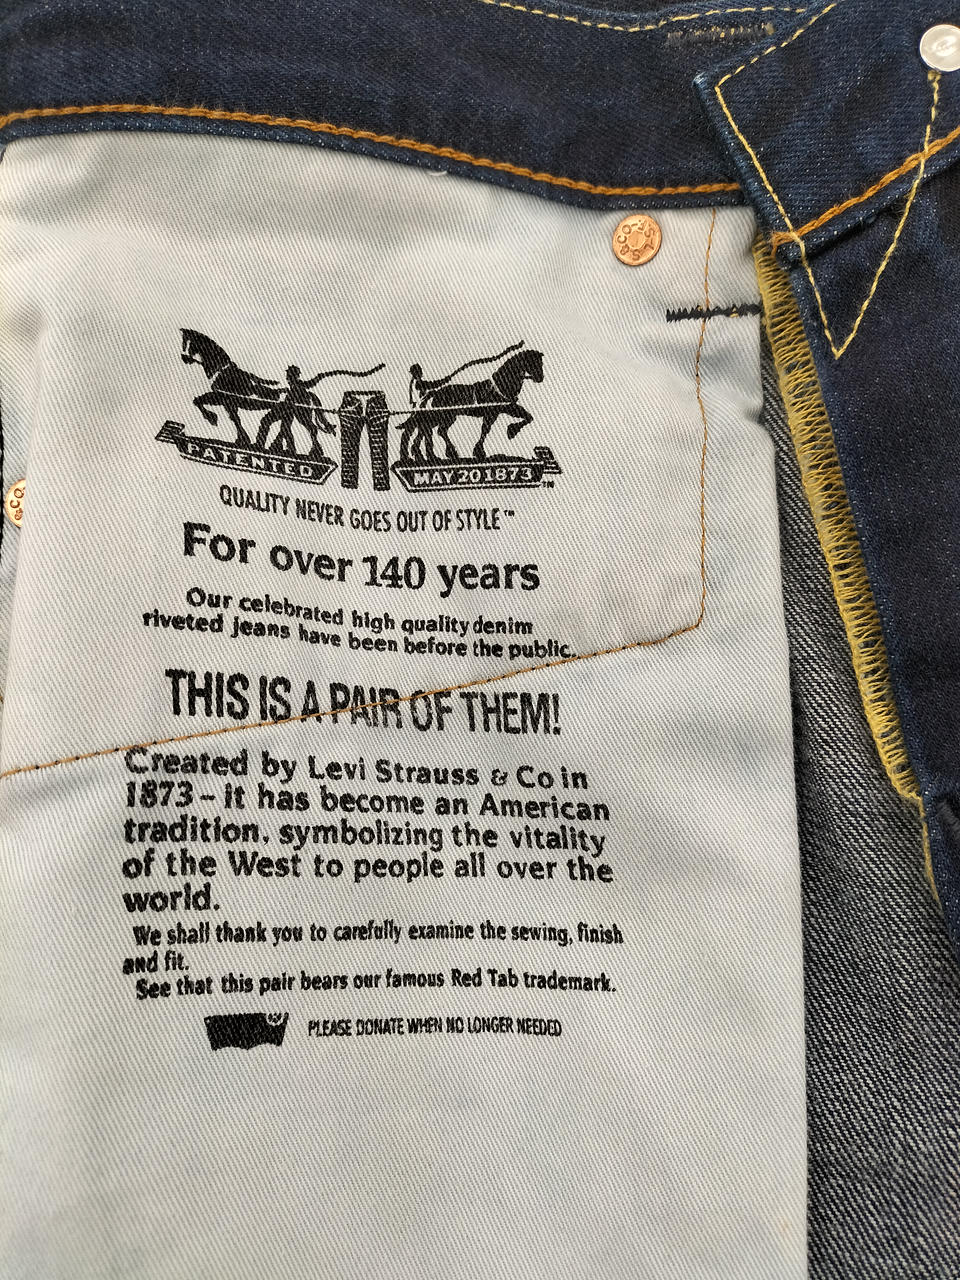 L.S.&CO-S.F.
PATENTED
MAY 20 1873
TM
QUALITY NEVER GOES OUT OF STYLE™
For over 140 years
Our celebrated high quality denim
riveted jeans have been before the public.
THIS IS A PAIR OF THEM!
Created by Levi Strauss & Co in
1873 – it has become an American
tradition, symbolizing the vitality
of the West to people all over the
world.
We shall thank you to carefully examine the sewing, finish
and fit.
See that this pair bears our famous Red Tab trademark.
PLEASE DONATE WHEN NO LONGER NEEDED
&CO